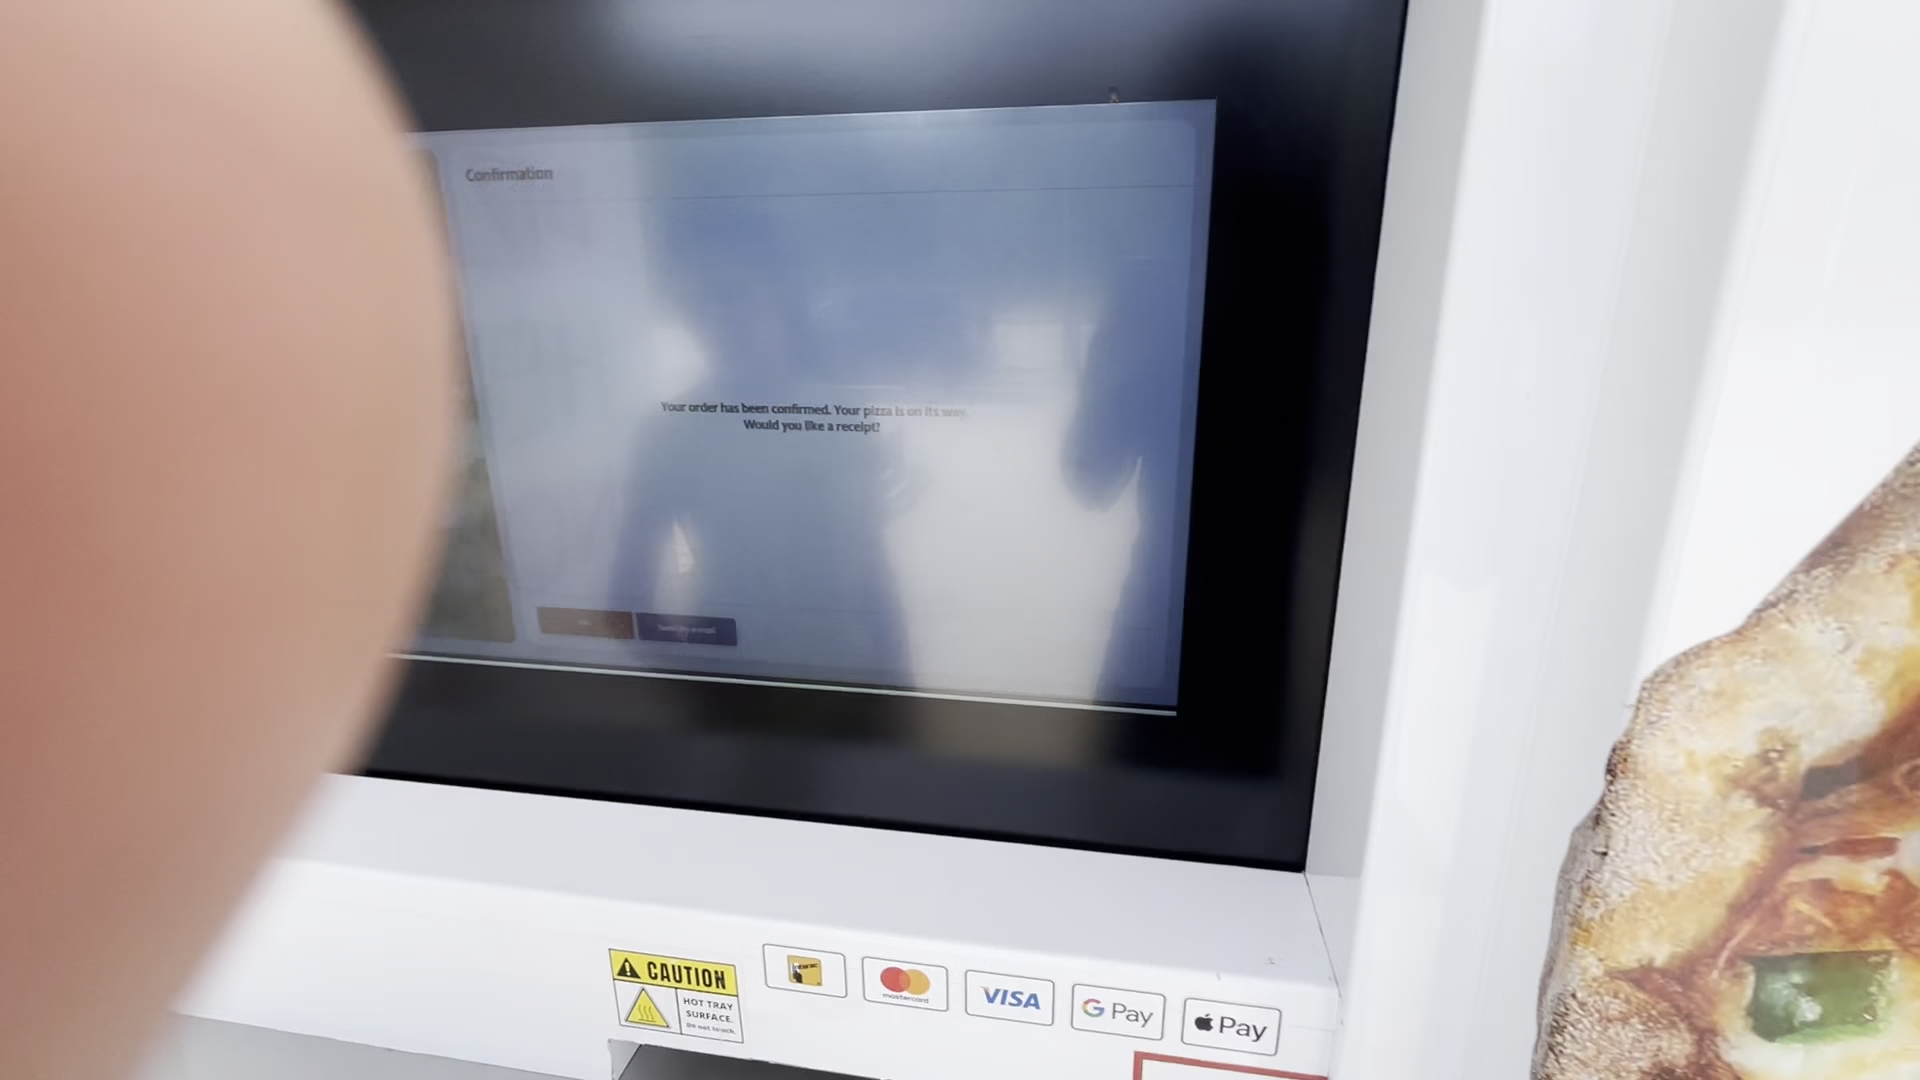 Confirmation
Your order has been confirmed. Your pizza is on its way.
Would you like a receipt?
CAUTION
HOT TRAY
SURFACE.
Do not touch.
mastercard
VISA
G Pay
Pay